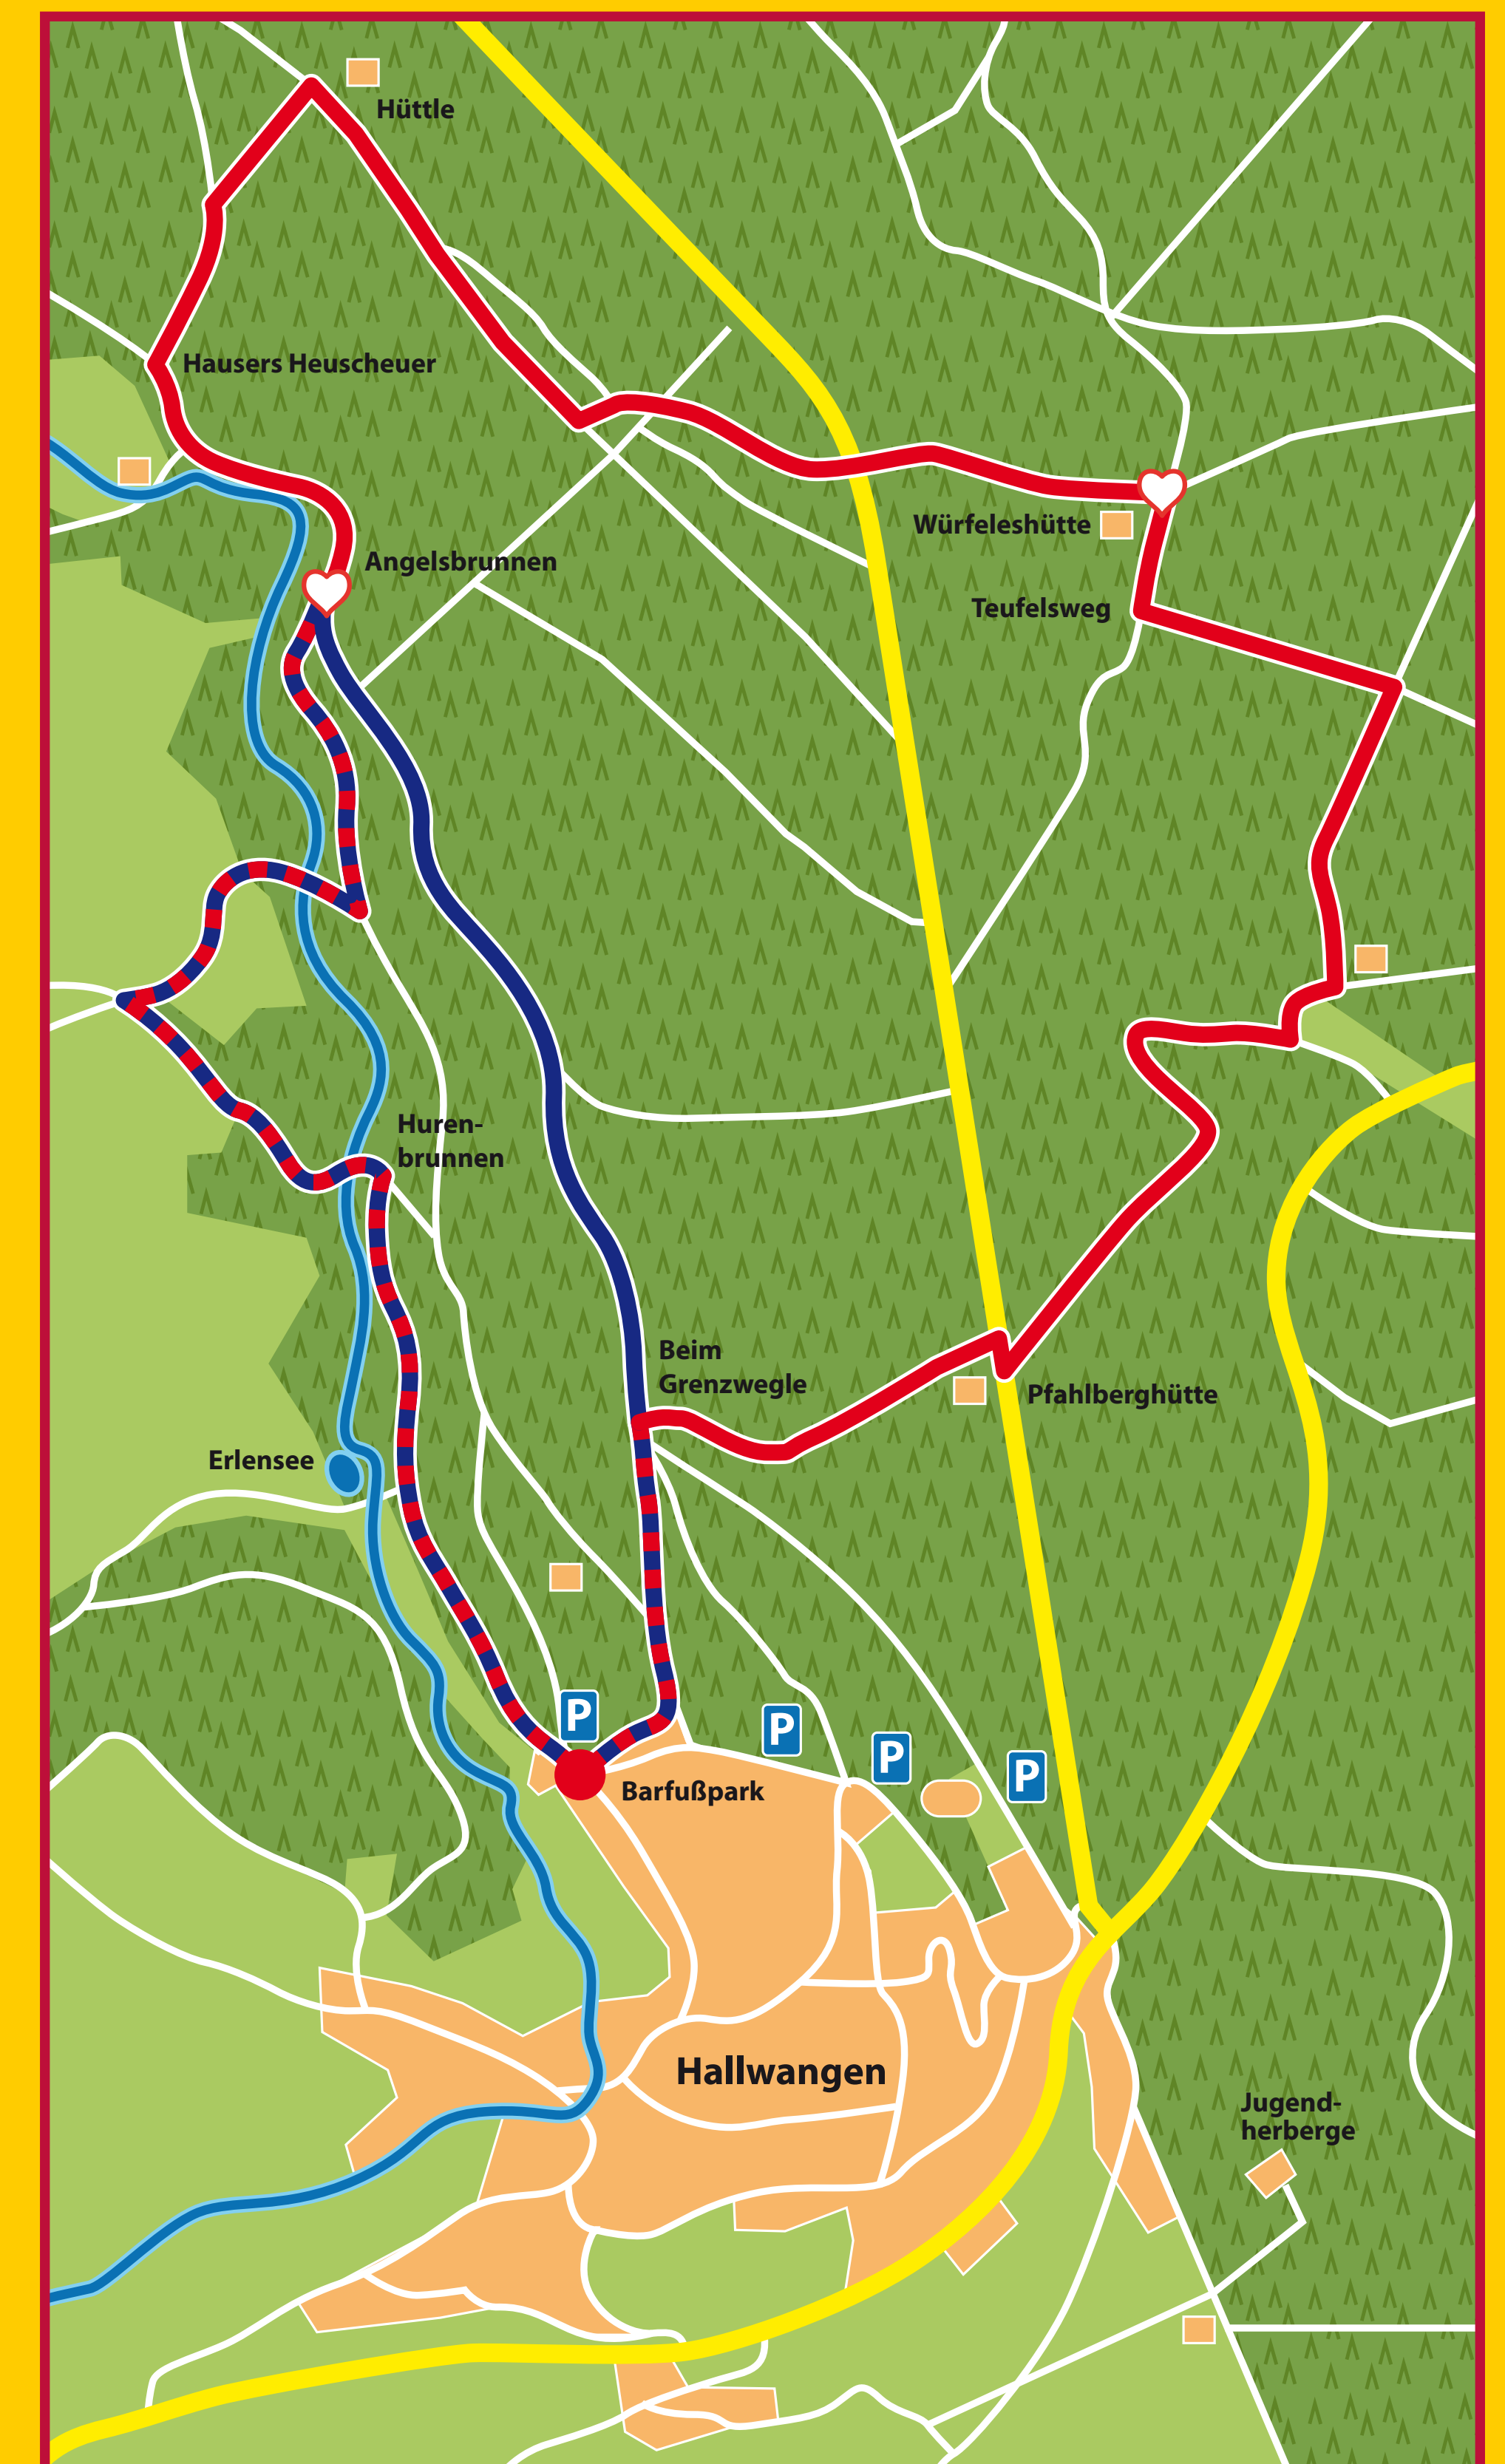 Hüttle
Hausers Heuscheuer
Würfeleshütte
Angelsbrunnen
Teufelsweg
Huren-
brunnen
Beim
Grenzwegle
Pfahlberghütte
Erlensee
P
P
P
P
Barfußpark
Hallwangen
Jugend-
herberge